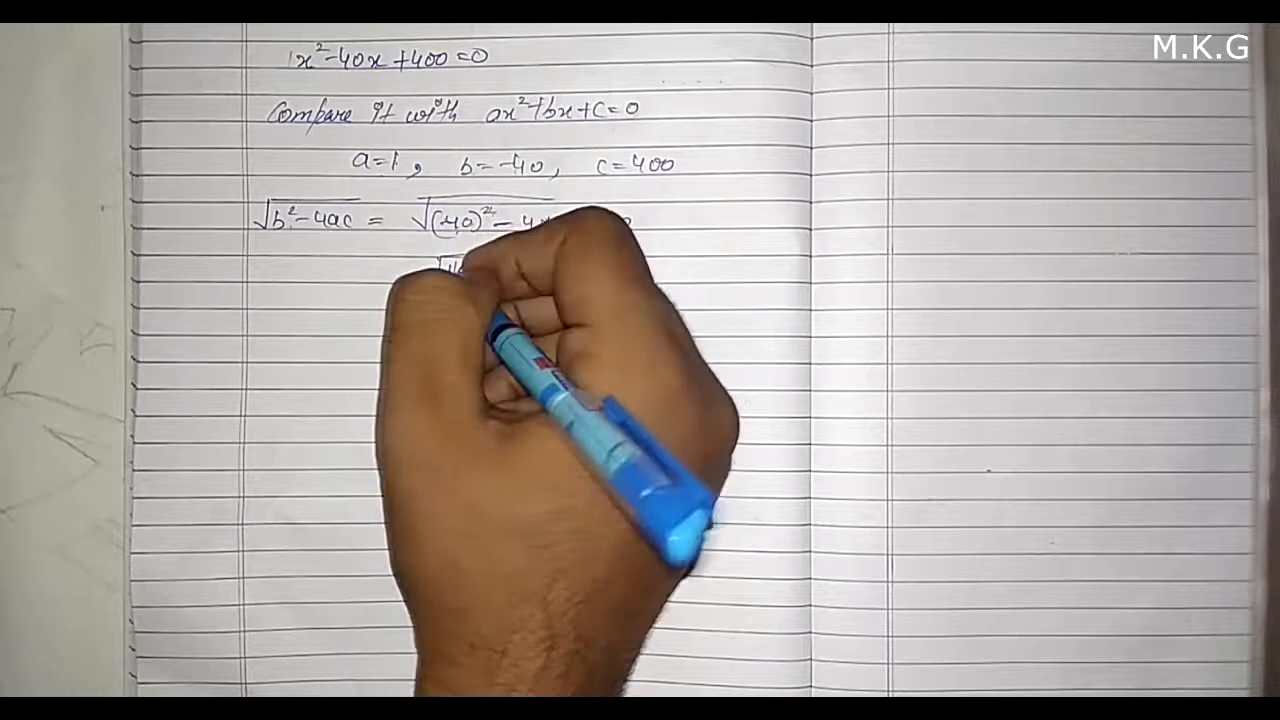 M.K.G
1x²-40x+400=0
Compare it with ax²+bx+c=0
a=1, b=-40, c=400
√b²-4ac = √(-40)² - 4